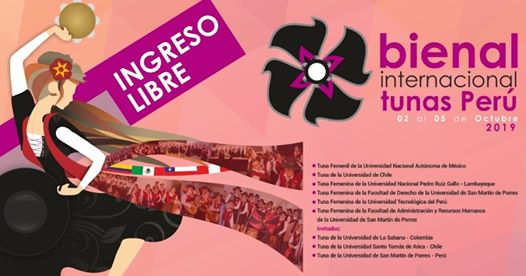 INGRESO
LIBRE
bienal
internacional
tunas Perú
02 al 05 de Octubre
2019
Tuna Femenil de la Universidad Nacional Autónoma de México
Tuna de la Universidad de Chile
Tuna Femenina de la Universidad Nacional Pedro Ruiz Gallo - Lambayeque
Tuna Femenina de la Facultad de Derecho de la Universidad de San Martín de Porres
Tuna Femenina de la Universidad Tecnológica del Perú
Tuna Femenina de la Facultad de Administración y Recursos Humanos
de la Universidad de San Martín de Porres
Invitados:
Tuna de la Universidad de La Sabana - Colombia
Tuna de la Universidad Santo Tomás de Arica - Chile
Tuna de la Universidad de San Martín de Porres - Perú